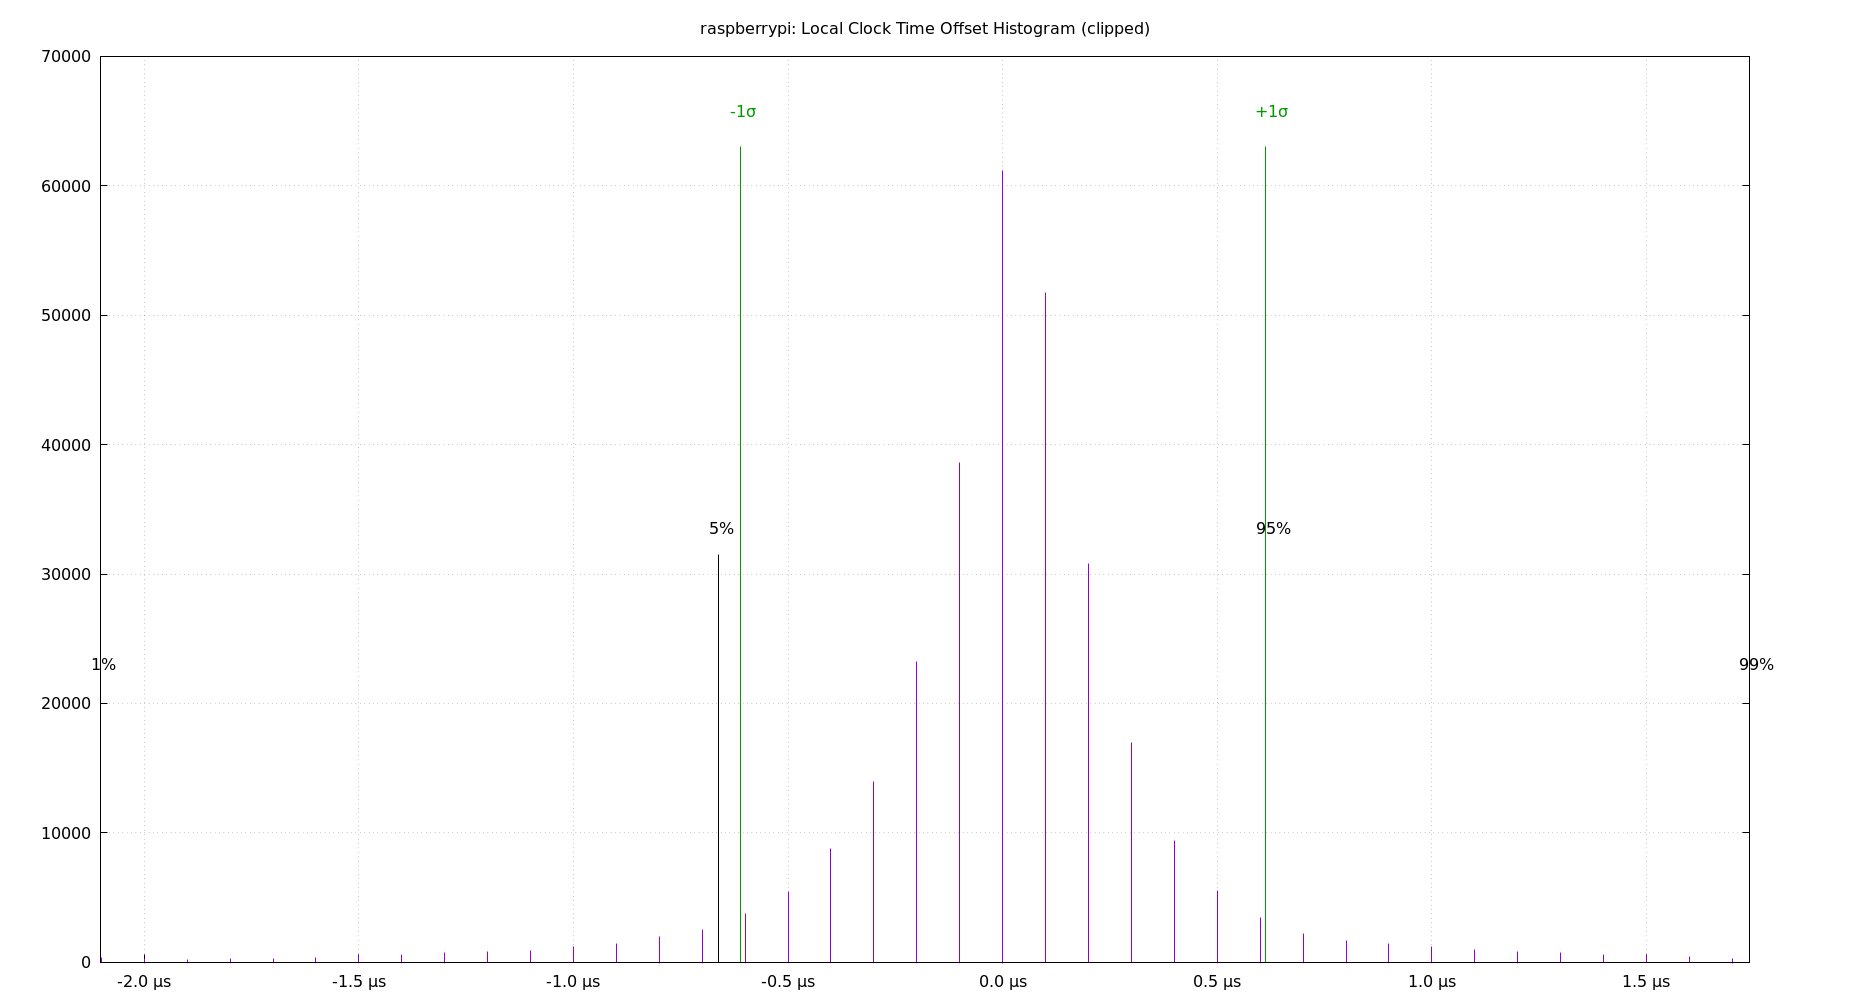 raspberrypi: Local Clock Time Offset Histogram (clipped)
70000
-1σ
+1σ
60000
50000
40000
5%
95%
30000
1%
99%
20000
10000
0
-2.0 µs
-1.5 µs
-1.0 µs
-0.5 µs
0.0 µs
0.5 µs
1.0 µs
1.5 µs